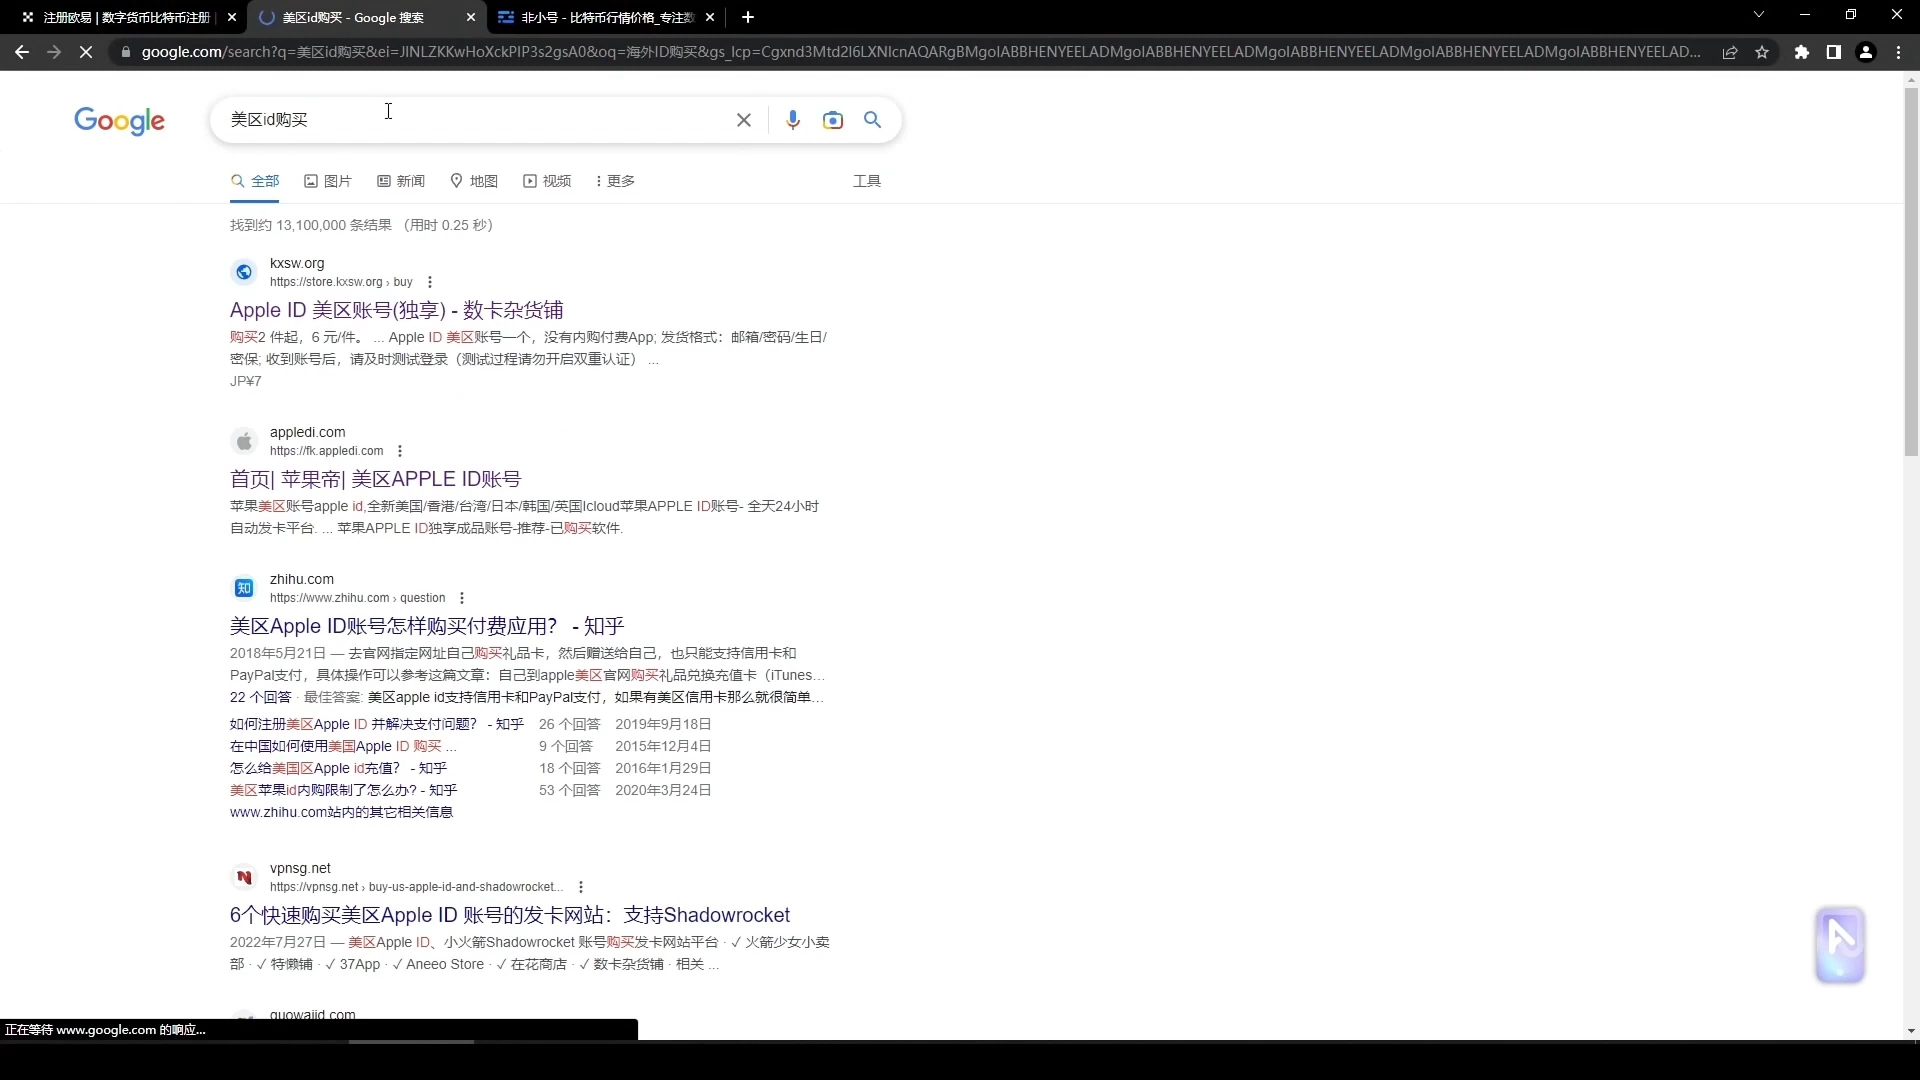 注册欧易 | 数字货币比特币注册
美区id购买 - Google 搜索
非小号 - 比特币行情价格_专注数
google.com/search?q=美区id购买&ei=JINLZKKwHoXckPIP3s2gsA0&oq=海外ID购买&gs_lcp=Cgxnd3Mtd2l6LXNlcnAQARgBMgoIABBHENYEELADMgoIABBHENYEELADMgoIABBHENYEELADMgoIABBHENYEELADMgoIABBHENYEELAD...
Google
美区id购买
全部 图片 新闻 地图 视频 更多 工具
找到约 13,100,000 条结果 （用时 0.25 秒）
kxsw.org
https://store.kxsw.org › buy
Apple ID 美区账号(独享) - 数卡杂货铺
购买2 件起，6 元/件。 ... Apple ID 美区账号一个，没有内购付费App; 发货格式：邮箱/密码/生日/
密保; 收到账号后，请及时测试登录（测试过程请勿开启双重认证） ...
JP¥7
appledi.com
https://fk.appledi.com
首页| 苹果帝| 美区APPLE ID账号
苹果美区账号apple id,全新美国/香港/台湾/日本/韩国/英国Icloud苹果APPLE ID账号- 全天24小时
自动发卡平台. ... 苹果APPLE ID独享成品账号-推荐-已购买软件.
知
zhihu.com
https://www.zhihu.com › question
美区Apple ID账号怎样购买付费应用？ - 知乎
2018年5月21日 — 去官网指定网址自己购买礼品卡，然后赠送给自己，也只能支持信用卡和
PayPal支付，具体操作可以参考这篇文章：自己到apple美区官网购买礼品兑换充值卡（iTunes…
22 个回答 · 最佳答案: 美区apple id支持信用卡和PayPal支付，如果有美区信用卡那么就很简单…
如何注册美区Apple ID 并解决支付问题？ - 知乎 26 个回答 2019年9月18日
在中国如何使用美国Apple ID 购买 ... 9 个回答 2015年12月4日
怎么给美国区Apple id充值？ - 知乎 18 个回答 2016年1月29日
美区苹果id内购限制了怎么办? - 知乎 53 个回答 2020年3月24日
www.zhihu.com站内的其它相关信息
vpnsg.net
https://vpnsg.net › buy-us-apple-id-and-shadowrocket...
6个快速购买美区Apple ID 账号的发卡网站：支持Shadowrocket
2022年7月27日 — 美区Apple ID、小火箭Shadowrocket 账号购买发卡网站平台 · ✓ 火箭少女小卖
部 · ✓ 特懒铺 · ✓ 37App · ✓ Aneeo Store · ✓ 在花商店 · ✓ 数卡杂货铺 · 相关 ...
guowaiid.com
正在等待 www.google.com 的响应...